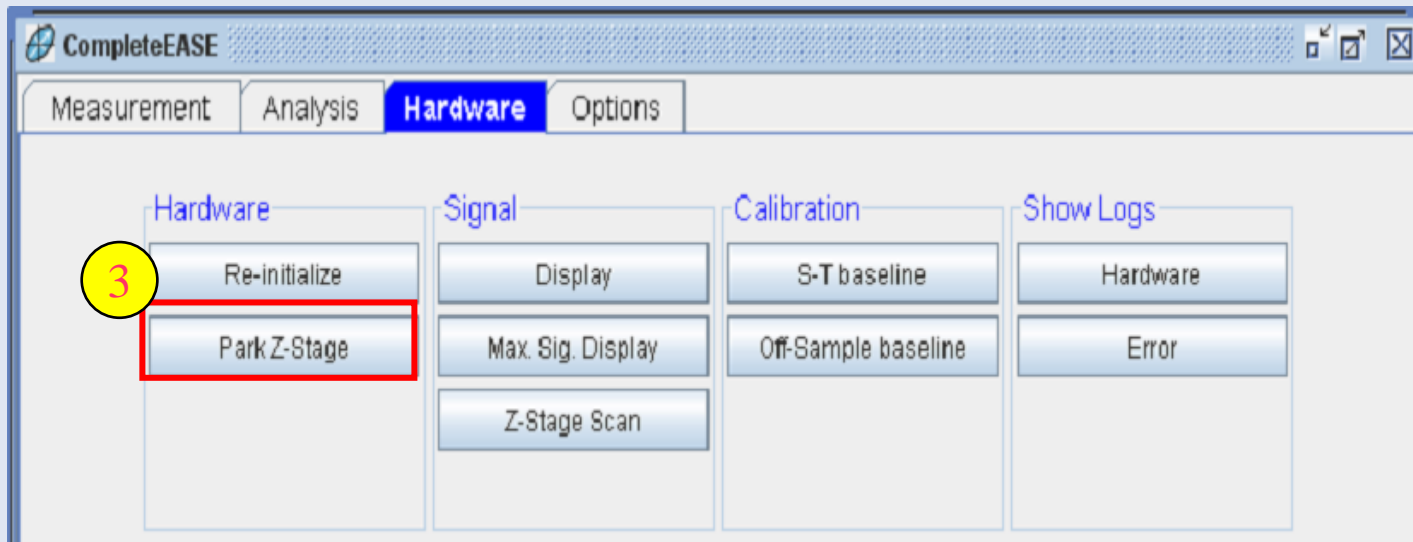 CompleteEASE
Measurement Analysis Hardware Options
Hardware Signal Calibration Show Logs
3
Re-initialize Display S-T baseline Hardware
Park Z-Stage Max. Sig. Display Off-Sample baseline Error
Z-Stage Scan